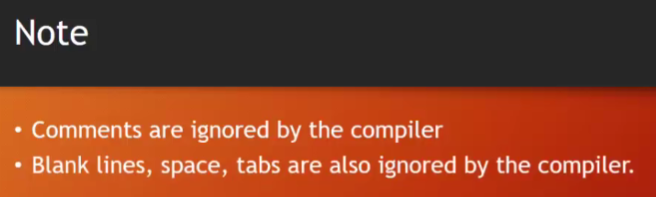 Note
• Comments are ignored by the compiler
• Blank lines, space, tabs are also ignored by the compiler.